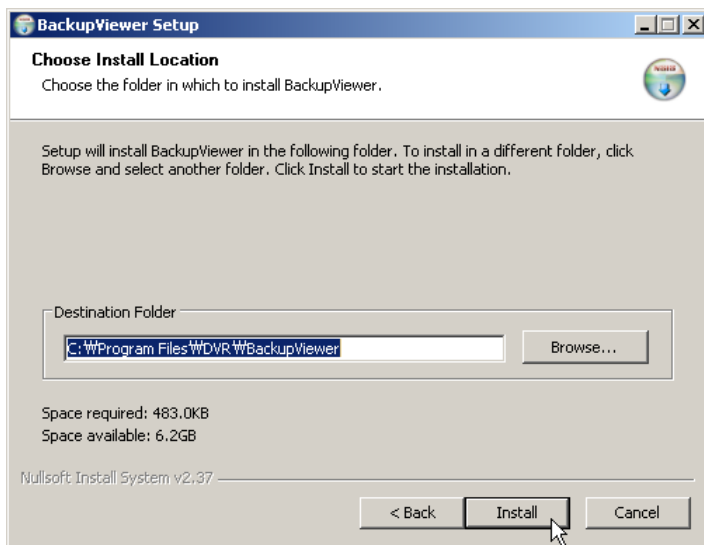 BackupViewer Setup
Choose Install Location
Choose the folder in which to install BackupViewer.
Setup will install BackupViewer in the following folder. To install in a different folder, click
Browse and select another folder. Click Install to start the installation.
Destination Folder
C:₩Program Files₩DVR₩BackupViewer
Browse...
Space required: 483.0KB
Space available: 6.2GB
Nullsoft Install System v2.37
< Back
Install
Cancel